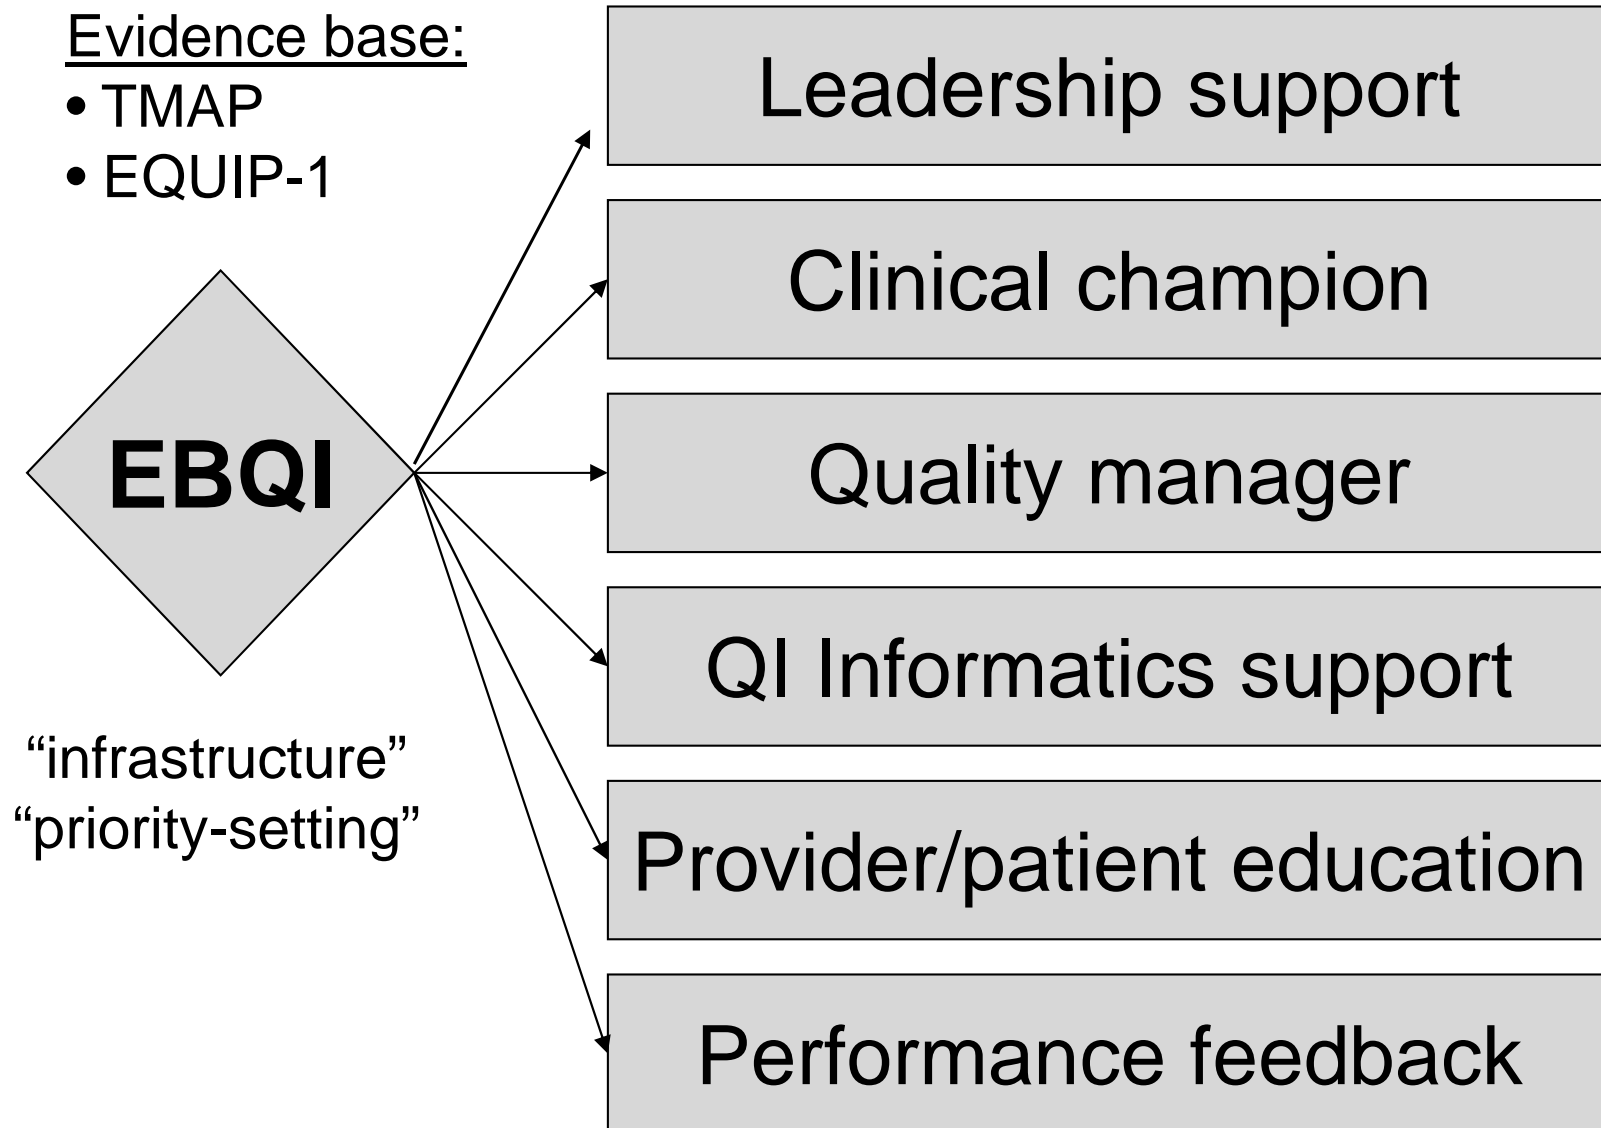 Evidence base:
• TMAP
• EQUIP-1
EBQI
“infrastructure”
“priority-setting”
Leadership support
Clinical champion
Quality manager
QI Informatics support
Provider/patient education
Performance feedback